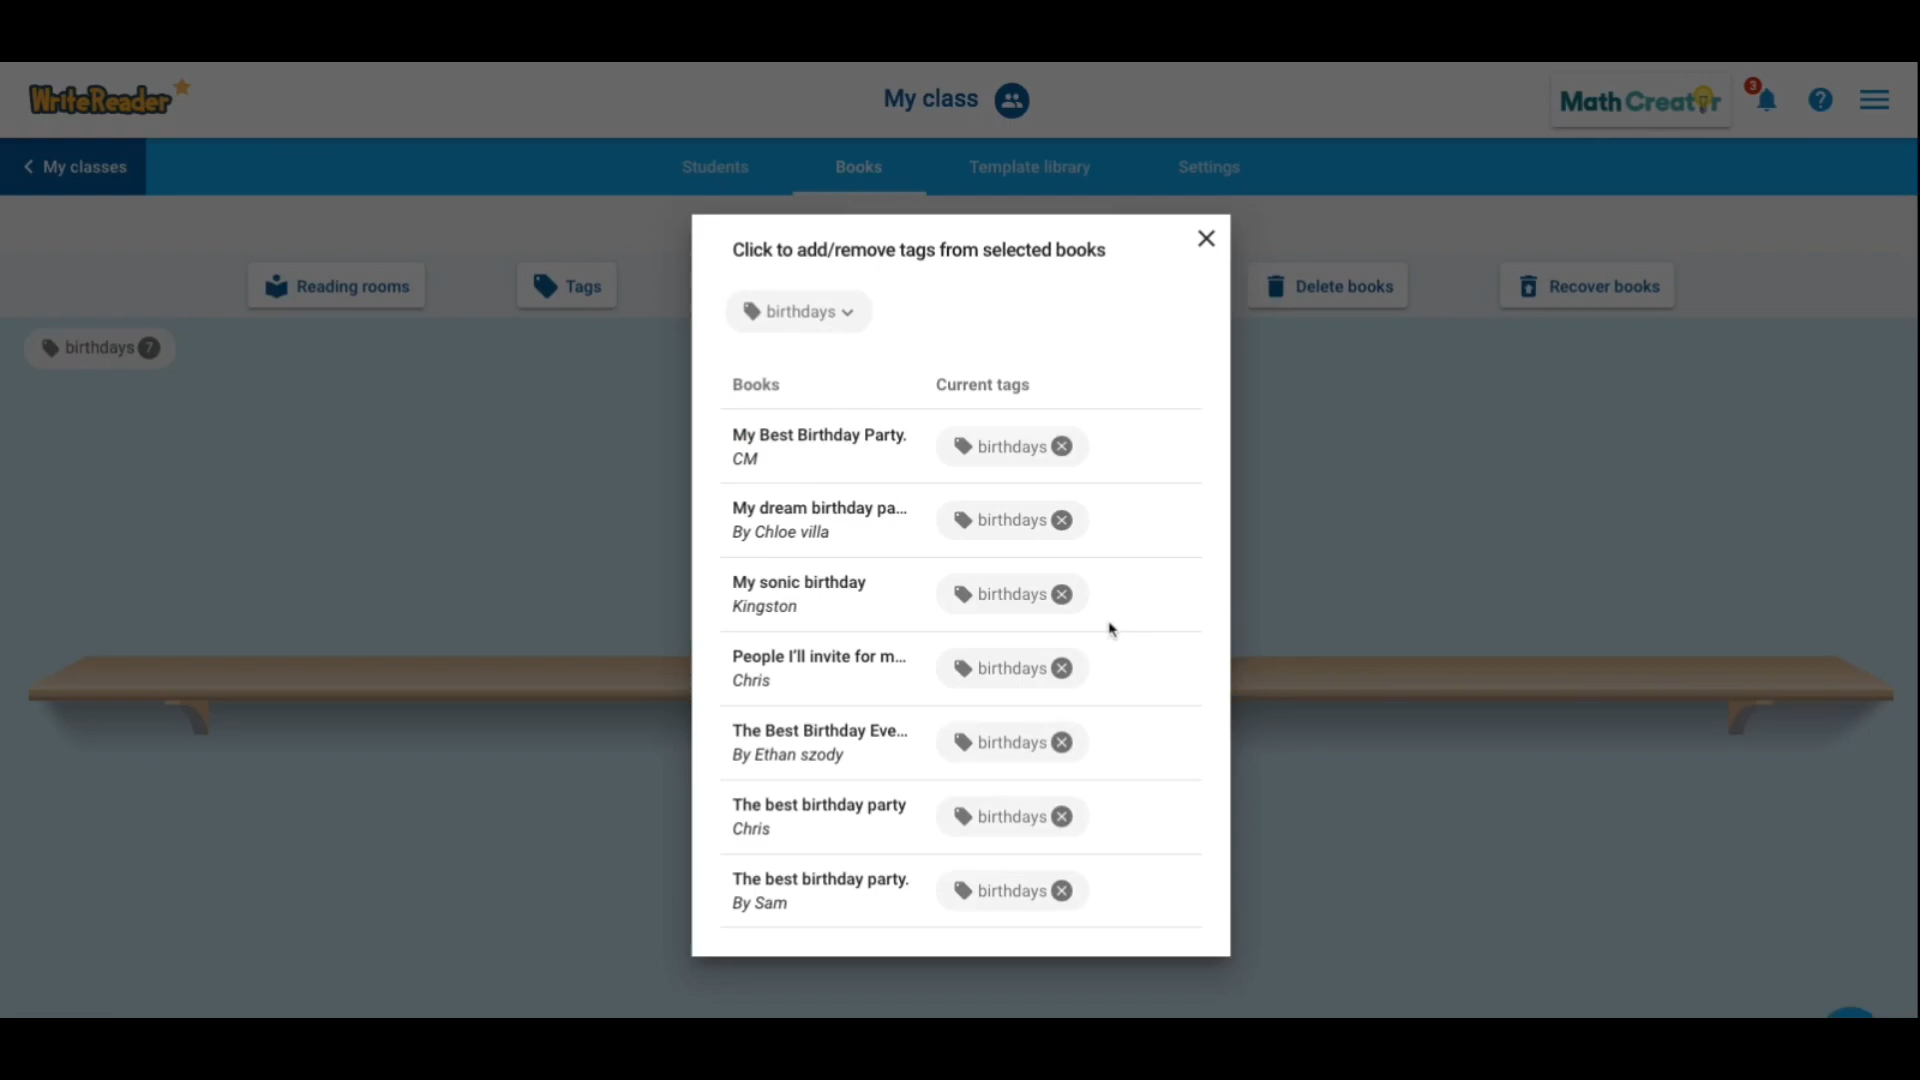 WriteReader
My class
Math Creator
3
?
My classes
Students
Books
Template library
Settings
Reading rooms
Tags
Delete books
Recover books
birthdays 7
Click to add/remove tags from selected books
birthdays
Books
Current tags
My Best Birthday Party.
CM
birthdays
My dream birthday pa...
By Chloe villa
birthdays
My sonic birthday
Kingston
birthdays
People I'll invite for m...
Chris
birthdays
The Best Birthday Eve...
By Ethan szody
birthdays
The best birthday party
Chris
birthdays
The best birthday party.
By Sam
birthdays